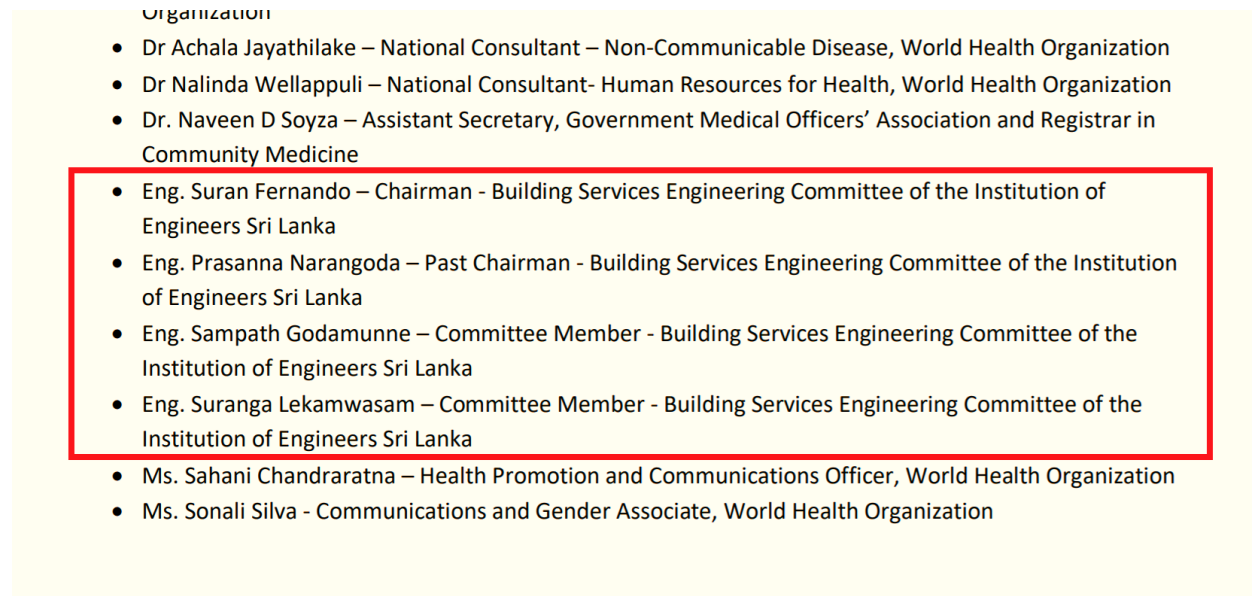 Organization
• Dr Achala Jayathilake – National Consultant – Non-Communicable Disease, World Health Organization
• Dr Nalinda Wellappuli – National Consultant- Human Resources for Health, World Health Organization
• Dr. Naveen D Soyza – Assistant Secretary, Government Medical Officers’ Association and Registrar in
Community Medicine
• Eng. Suran Fernando – Chairman - Building Services Engineering Committee of the Institution of
Engineers Sri Lanka
• Eng. Prasanna Narangoda – Past Chairman - Building Services Engineering Committee of the Institution
of Engineers Sri Lanka
• Eng. Sampath Godamunne – Committee Member - Building Services Engineering Committee of the
Institution of Engineers Sri Lanka
• Eng. Suranga Lekamwasam – Committee Member - Building Services Engineering Committee of the
Institution of Engineers Sri Lanka
• Ms. Sahani Chandraratna – Health Promotion and Communications Officer, World Health Organization
• Ms. Sonali Silva - Communications and Gender Associate, World Health Organization